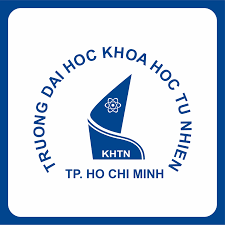 TRUONG DAI HOC KHOA HOC TU NHIEN
KHTN
TP. HO CHI MINH